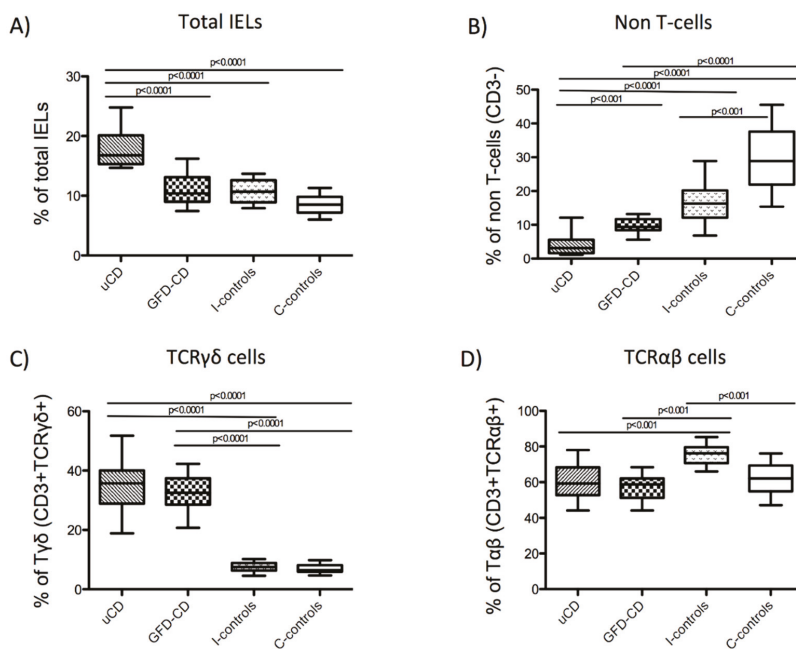 A)
Total IELs
p<0.0001
p<0.0001
p<0.0001
% of total IELs
30
20
10
0
uCD
GFD-CD
I-controls
C-controls
B)
Non T-cells
p<0.0001
p<0.0001
p<0.0001
p<0.001
p<0.001
% of non T-cells (CD3-)
50
40
30
20
10
0
uCD
GFD-CD
I-controls
C-controls
C)
TCRγδ cells
p<0.0001
p<0.0001
p<0.0001
p<0.0001
% of Tγδ (CD3+TCRγδ+)
60
40
20
0
uCD
GFD-CD
I-controls
C-controls
D)
TCRαβ cells
p<0.001
p<0.001
p<0.001
% of Tαβ (CD3+TCRαβ+)
100
80
60
40
20
0
uCD
GFD-CD
I-controls
C-controls